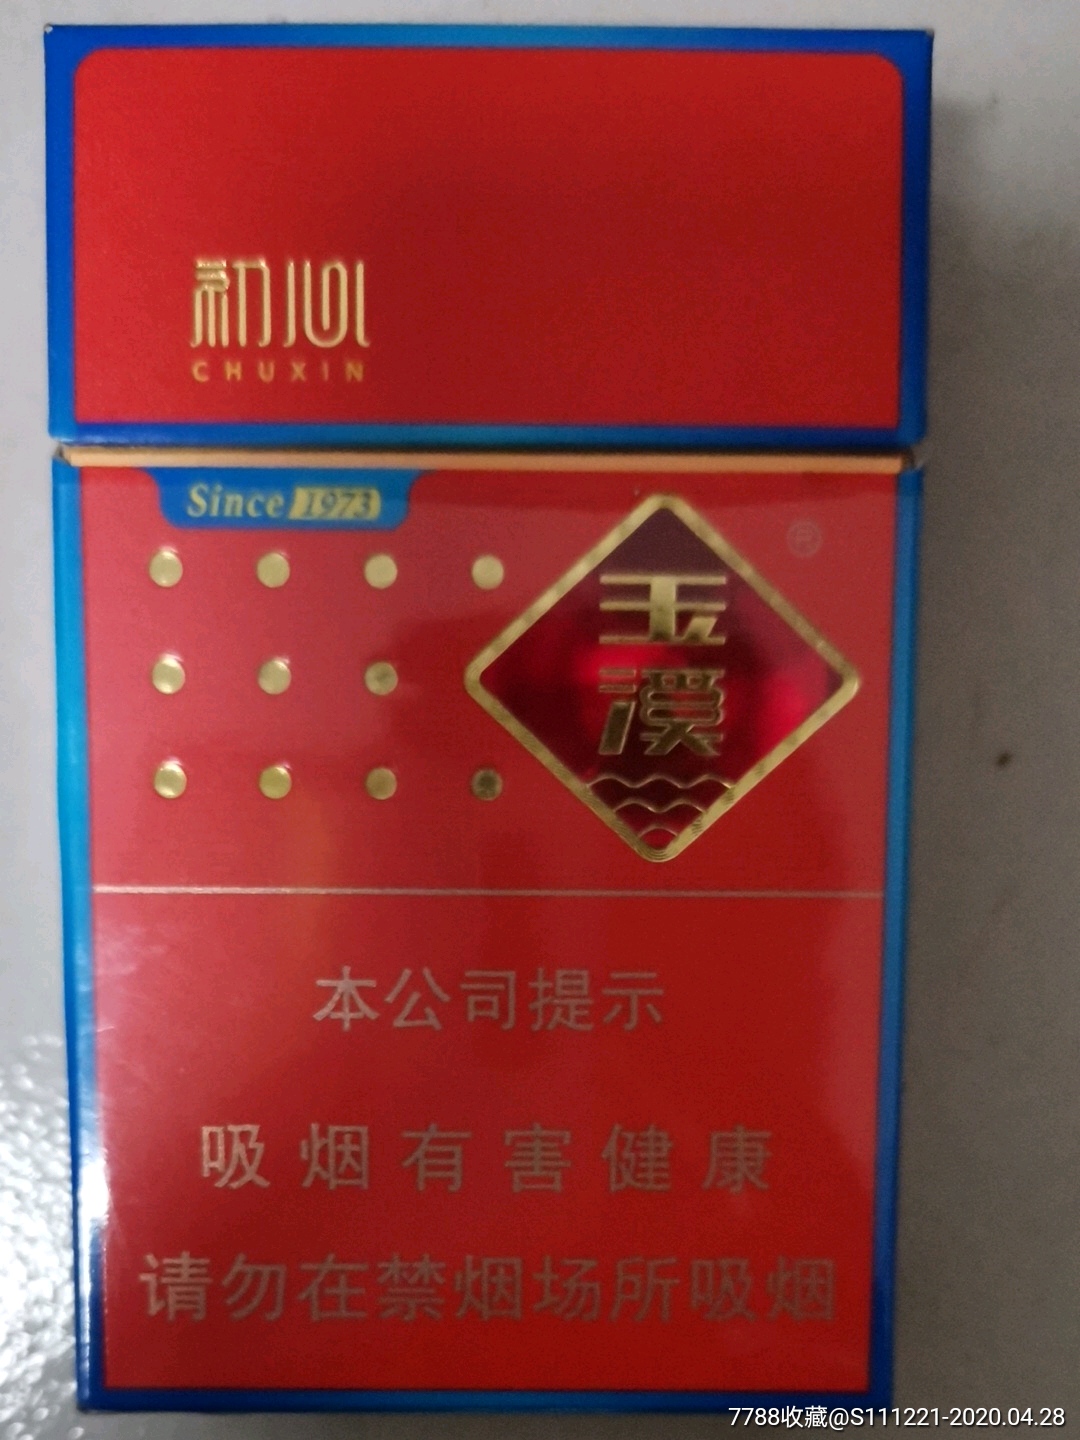 初心
CHUXIN
Since 1973
®
玉
溪
本公司提示
吸烟有害健康
请勿在禁烟场所吸烟
7788收藏@S111221-2020.04.28